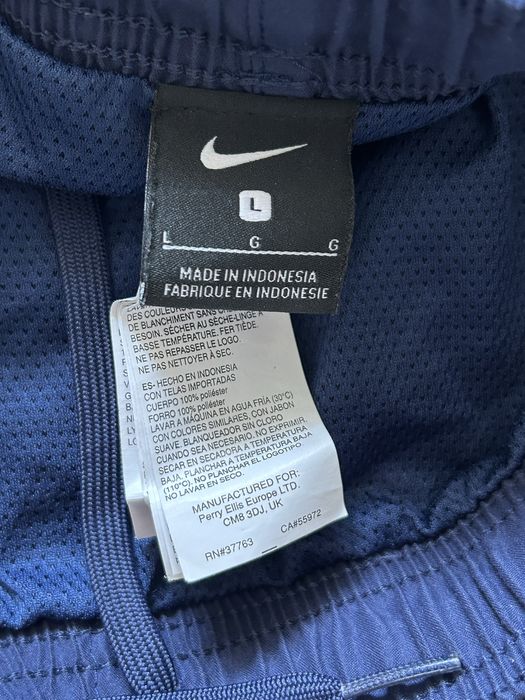 L
L G G
MADE IN INDONESIA
FABRIQUE EN INDONESIE
DES COULEURS
DE BLANCHIMENT SANS
BESOIN. SÉCHER AU SÈCHE-LINGE À
BASSE TEMPÉRATURE. FER TIÈDE.
NE PAS REPASSER LE LOGO.
NE PAS NETTOYER À SEC.
ES- HECHO EN INDONESIA
CON TELAS IMPORTADAS
CUERPO 100% poliéster
FORRO 100% poliéster
LAVAR A MÁQUINA EN AGUA FRÍA (30°C)
CON COLORES SIMILARES, CON JABON
SUAVE. BLANQUEADOR SIN CLORO
CUANDO SEA NECESARIO. NO EXPRIMIR.
SECAR EN SECADORA A TEMPERATURA
BAJA, PLANCHAR A TEMPERATURA BAJA
(110°C). NO PLANCHAR EL LOGOTIPO
NO LAVAR EN SECO.
MANUFACTURED FOR:
Perry Ellis Europe LTD.
CM8 3DJ, UK
RN#37763 CA#55972